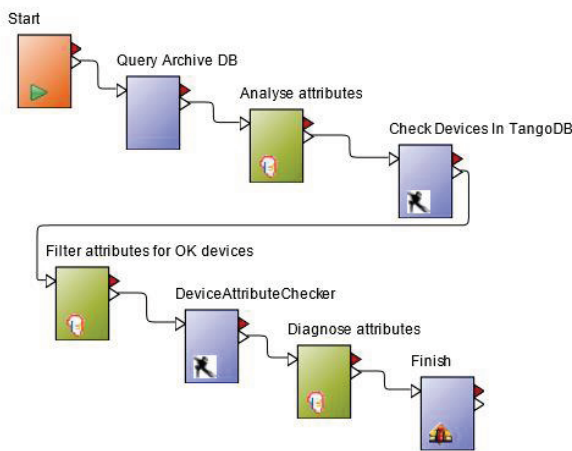 Start
Query Archive DB
Analyse attributes
Check Devices In TangoDB
Filter attributes for OK devices
DeviceAttributeChecker
Diagnose attributes
Finish